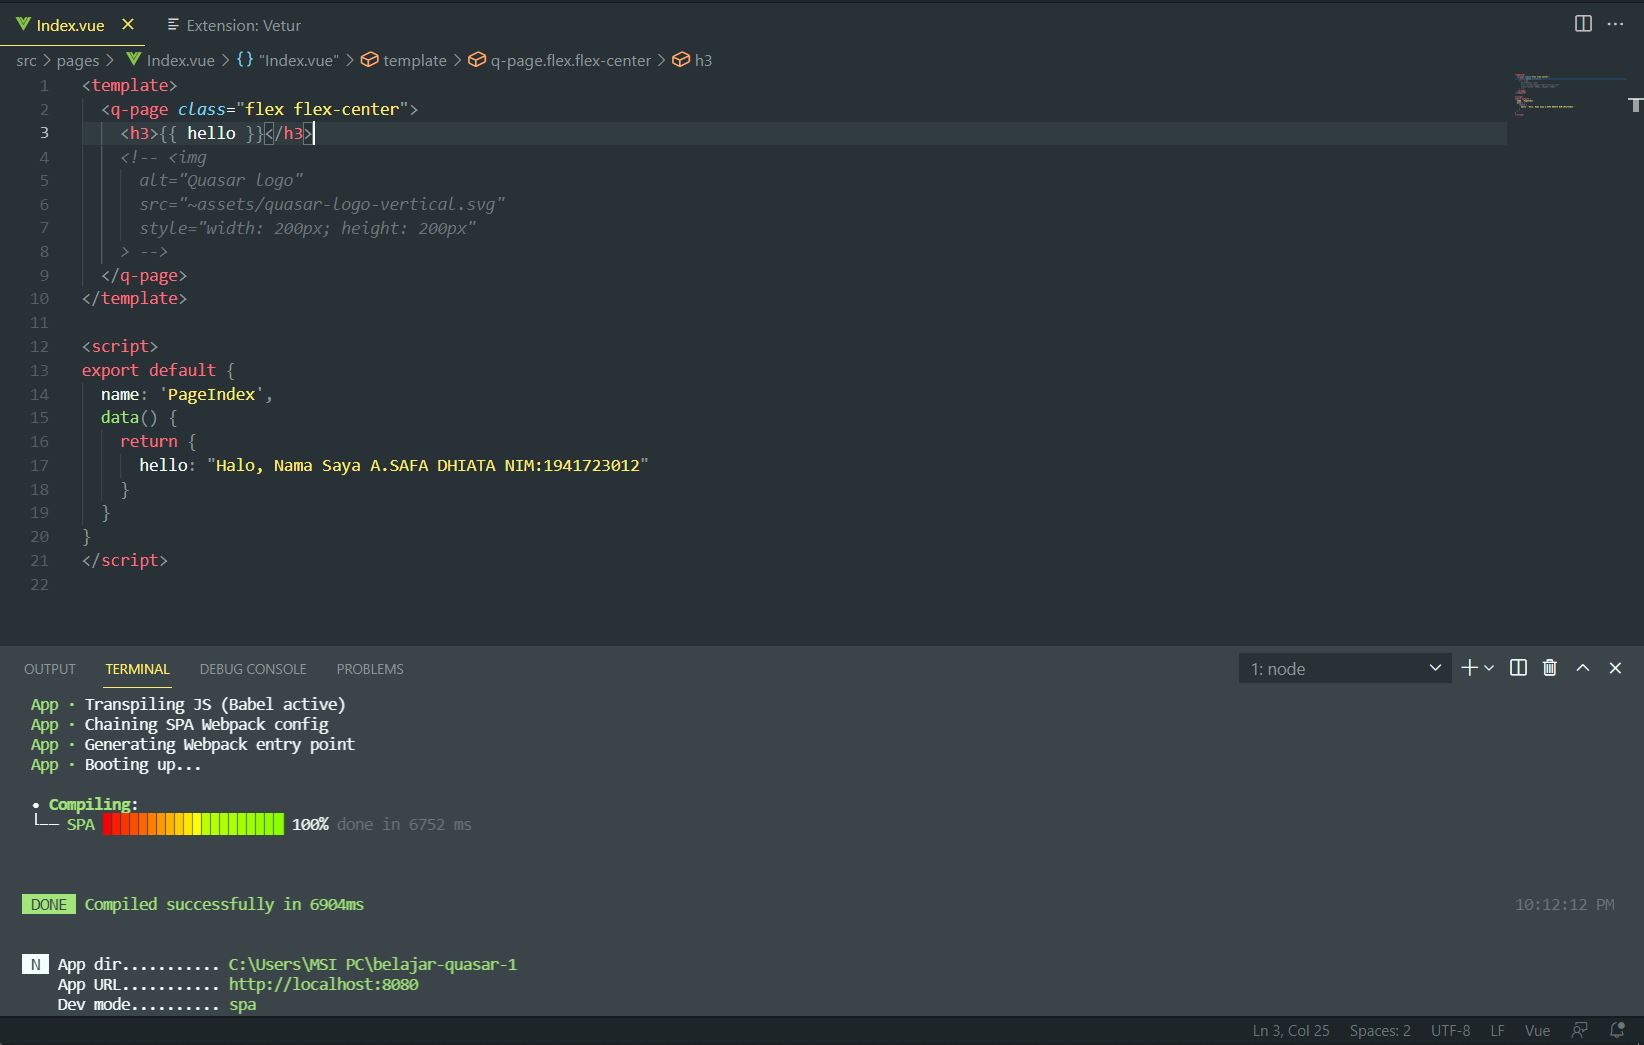 Index.vue Extension: Vetur
src > pages > Index.vue > {} "Index.vue" > template > q-page.flex.flex-center > h3
1 <template>
2 <q-page class="flex flex-center">
3 <h3>{{ hello }}</h3>
4 <!-- <img
5 alt="Quasar logo"
6 src="~assets/quasar-logo-vertical.svg"
7 style="width: 200px; height: 200px"
8 > -->
9 </q-page>
10 </template>
11
12 <script>
13 export default {
14 name: 'PageIndex',
15 data() {
16 return {
17 hello: "Halo, Nama Saya A.SAFA DHIATA NIM:1941723012"
18 }
19 }
20 }
21 </script>
22
OUTPUT TERMINAL DEBUG CONSOLE PROBLEMS 1: node
App · Transpiling JS (Babel active)
App · Chaining SPA Webpack config
App · Generating Webpack entry point
App · Booting up...
• Compiling:
└── SPA 100% done in 6752 ms
DONE Compiled successfully in 6904ms 10:12:12 PM
N App dir........... C:\Users\MSI PC\belajar-quasar-1
App URL........... http://localhost:8080
Dev mode.......... spa
Ln 3, Col 25 Spaces: 2 UTF-8 LF Vue